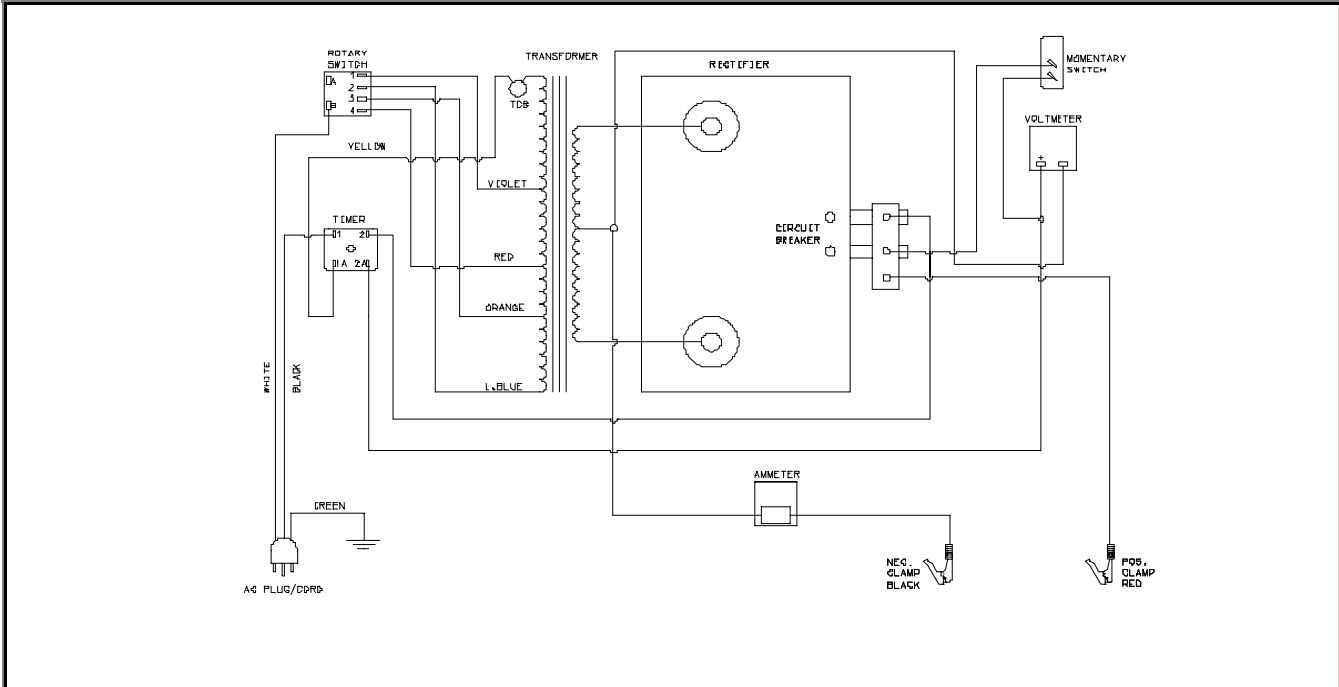 ROTARY
SWITCH
A
B
1
2
3
4
TRANSFORMER
TDB
RECTIFIER
MOMENTARY
SWITCH
VOLTMETER
+
YELLOW
VIOLET
TIMER
1 2
1A 2A
CIRCUIT
BREAKER
RED
ORANGE
L.BLUE
WHITE
BLACK
AMMETER
GREEN
AC PLUG/CORD
NEG.
CLAMP
BLACK
POS.
CLAMP
RED